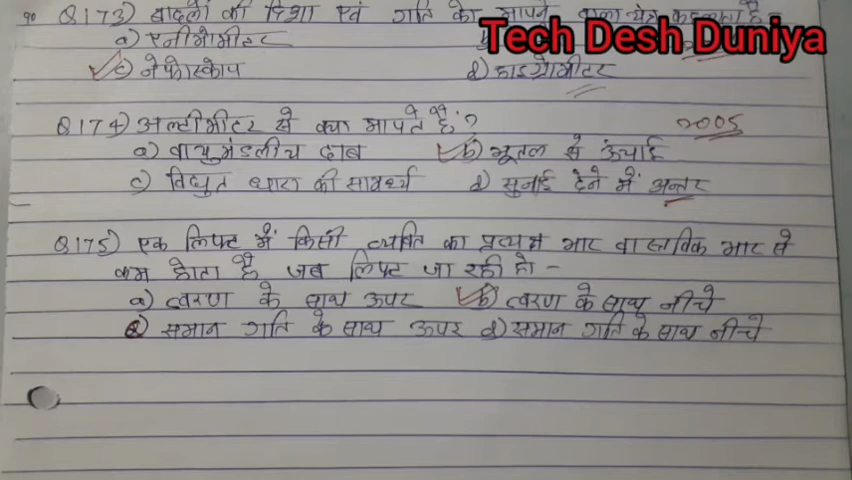 Q173) बादलों की दिशा एवं गति को मापने वाला यंत्र कहलाता है -
Tech Desh Duniya
a) एनीमोमीटर
c) नेफोस्कोप d) हाइग्रोमीटर
Q174) अल्टीमीटर से क्या मापते हैं? 2005
a) वायुमंडलीय दाब b) भूतल से ऊंचाई
c) विद्युत धारा की सामर्थ्य d) सुनाई देने में अन्तर
Q175) एक लिफ्ट में किसी व्यक्ति का प्रत्यक्ष भार वास्तविक भार से
कम होता है जब लिफ्ट जा रही हो -
a) त्वरण के साथ ऊपर b) त्वरण के साथ नीचे
c) समान गति के साथ ऊपर d) समान गति के साथ नीचे